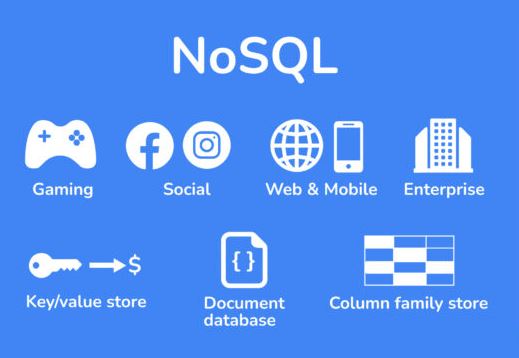 NoSQL
Gaming
Social
Web & Mobile
Enterprise
$
{ }
Key/value store
Document
database
Column family store